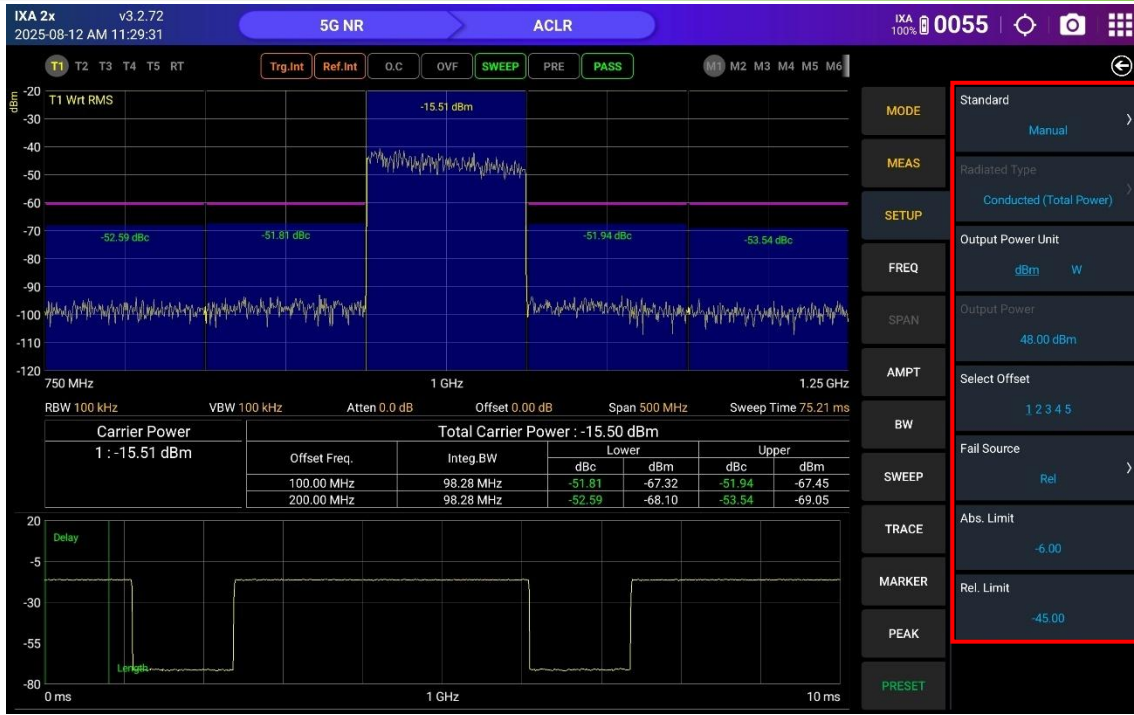 IXA 2x v3.2.72
2025-08-12 AM 11:29:31
5G NR
ACLR
IXA
100%
0055
T1 T2 T3 T4 T5 RT
Trg.Int Ref.Int O.C OVF SWEEP PRE PASS
M1 M2 M3 M4 M5 M6
dBm
-20
-30
-40
-50
-60
-70
-80
-90
-100
-110
-120
T1 Wrt RMS
-15.51 dBm
-52.59 dBc
-51.81 dBc
-51.94 dBc
-53.54 dBc
750 MHz 1 GHz 1.25 GHz
RBW 100 kHz VBW 100 kHz Atten 0.0 dB Offset 0.00 dB Span 500 MHz Sweep Time 75.21 ms
Carrier Power
1 : -15.51 dBm
Total Carrier Power : -15.50 dBm
Offset Freq. Integ.BW Lower Upper
dBc dBm dBc dBm
100.00 MHz 98.28 MHz -51.81 -67.32 -51.94 -67.45
200.00 MHz 98.28 MHz -52.59 -68.10 -53.54 -69.05
20
-5
-30
-55
-80
Delay
Length
0 ms 1 GHz 10 ms
MODE
MEAS
SETUP
FREQ
SPAN
AMPT
BW
SWEEP
TRACE
MARKER
PEAK
PRESET
Standard
Manual
Radiated Type
Conducted (Total Power)
Output Power Unit
dBm W
Output Power
48.00 dBm
Select Offset
1 2 3 4 5
Fail Source
Rel
Abs. Limit
-6.00
Rel. Limit
-45.00